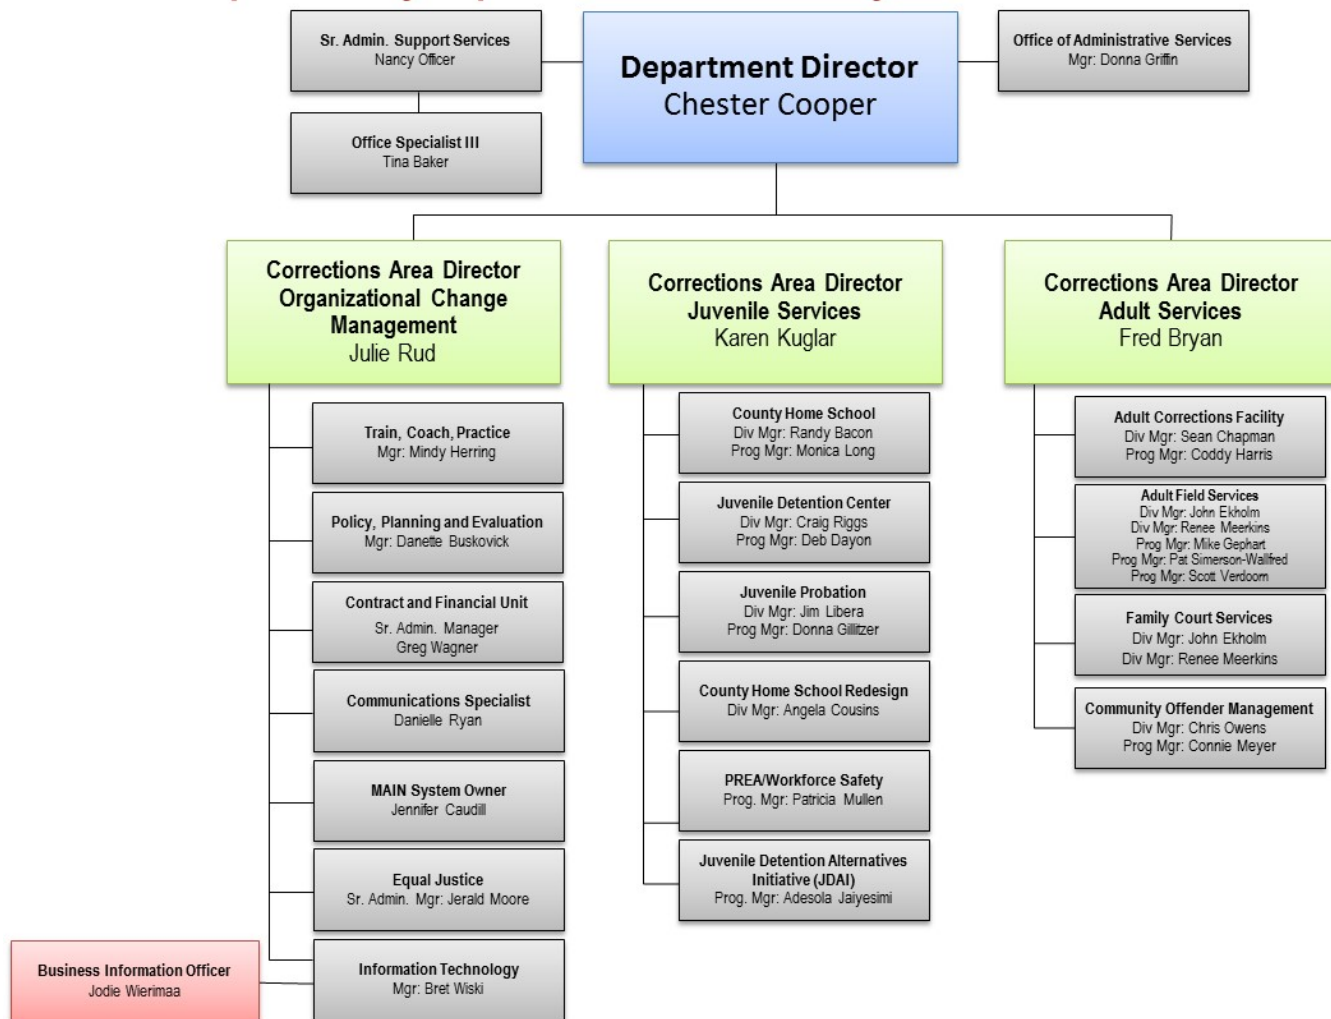 Sr. Admin. Support Services
Nancy Officer
Department Director
Chester Cooper
Office of Administrative Services
Mgr: Donna Griffin
Office Specialist III
Tina Baker
Corrections Area Director
Organizational Change
Management
Julie Rud
Train, Coach, Practice
Mgr: Mindy Herring
Policy, Planning and Evaluation
Mgr: Danette Buskovick
Contract and Financial Unit
Sr. Admin. Manager
Greg Wagner
Communications Specialist
Danielle Ryan
MAIN System Owner
Jennifer Caudill
Equal Justice
Sr. Admin. Mgr: Jerald Moore
Information Technology
Mgr: Bret Wiski
Business Information Officer
Jodie Wierimaa
Corrections Area Director
Juvenile Services
Karen Kuglar
County Home School
Div Mgr: Randy Bacon
Prog Mgr: Monica Long
Juvenile Detention Center
Div Mgr: Craig Riggs
Prog Mgr: Deb Dayon
Juvenile Probation
Div Mgr: Jim Libera
Prog Mgr: Donna Gillitzer
County Home School Redesign
Div Mgr: Angela Cousins
PREA/Workforce Safety
Prog. Mgr: Patricia Mullen
Juvenile Detention Alternatives
Initiative (JDAI)
Prog. Mgr: Adesola Jaiyesimi
Corrections Area Director
Adult Services
Fred Bryan
Adult Corrections Facility
Div Mgr: Sean Chapman
Prog Mgr: Coddy Harris
Adult Field Services
Div Mgr: John Ekholm
Div Mgr: Renee Meerkins
Prog Mgr: Mike Gephart
Prog Mgr: Pat Simerson-Wallfred
Prog Mgr: Scott Verdoorn
Family Court Services
Div Mgr: John Ekholm
Div Mgr: Renee Meerkins
Community Offender Management
Div Mgr: Chris Owens
Prog Mgr: Connie Meyer